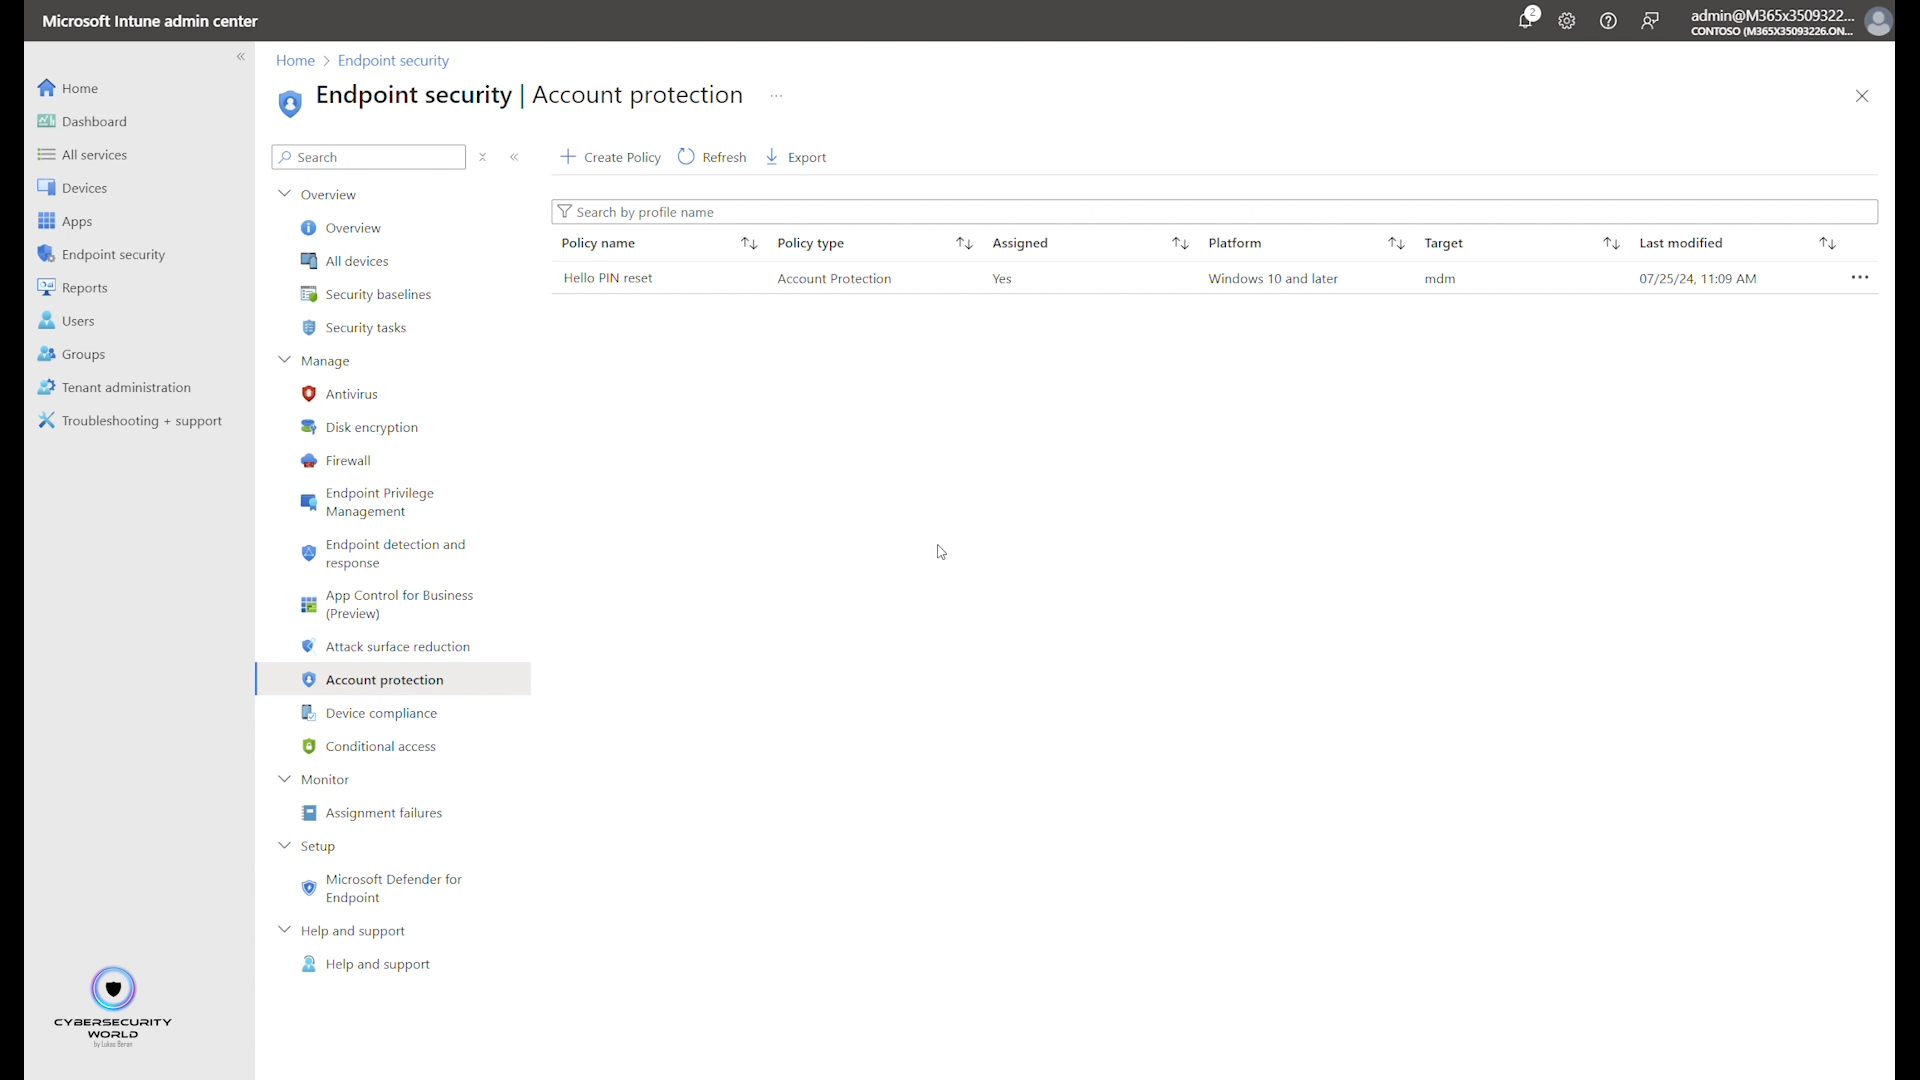 Microsoft Intune admin center
2
admin@M365x3509322...
CONTOSO (M365X35093226.ON...
Home
Dashboard
All services
Devices
Apps
Endpoint security
Reports
Users
Groups
Tenant administration
Troubleshooting + support
CYBERSECURITY
WORLD
by Lukas Beran
Home > Endpoint security
Endpoint security | Account protection ...
Search
Overview
Overview
All devices
Security baselines
Security tasks
Manage
Antivirus
Disk encryption
Firewall
Endpoint Privilege
Management
Endpoint detection and
response
App Control for Business
(Preview)
Attack surface reduction
Account protection
Device compliance
Conditional access
Monitor
Assignment failures
Setup
Microsoft Defender for
Endpoint
Help and support
Help and support
Create Policy Refresh Export
Search by profile name
Policy name Policy type Assigned Platform Target Last modified
Hello PIN reset Account Protection Yes Windows 10 and later mdm 07/25/24, 11:09 AM ...